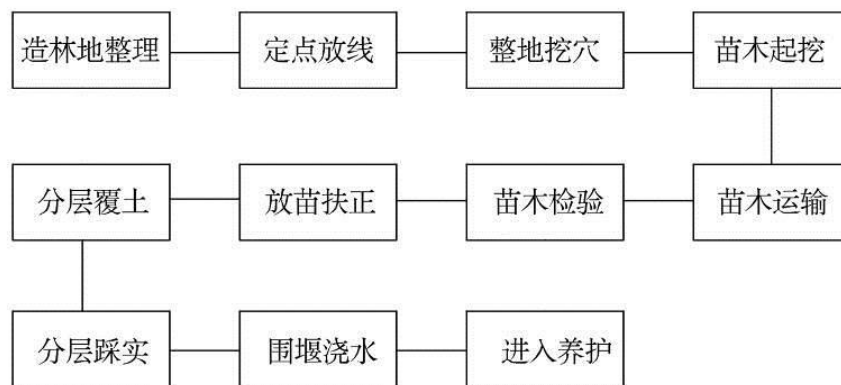 造林地整理 定点放线 整地挖穴 苗木起挖
分层覆土 放苗扶正 苗木检验 苗木运输
分层踩实 围堰浇水 进入养护